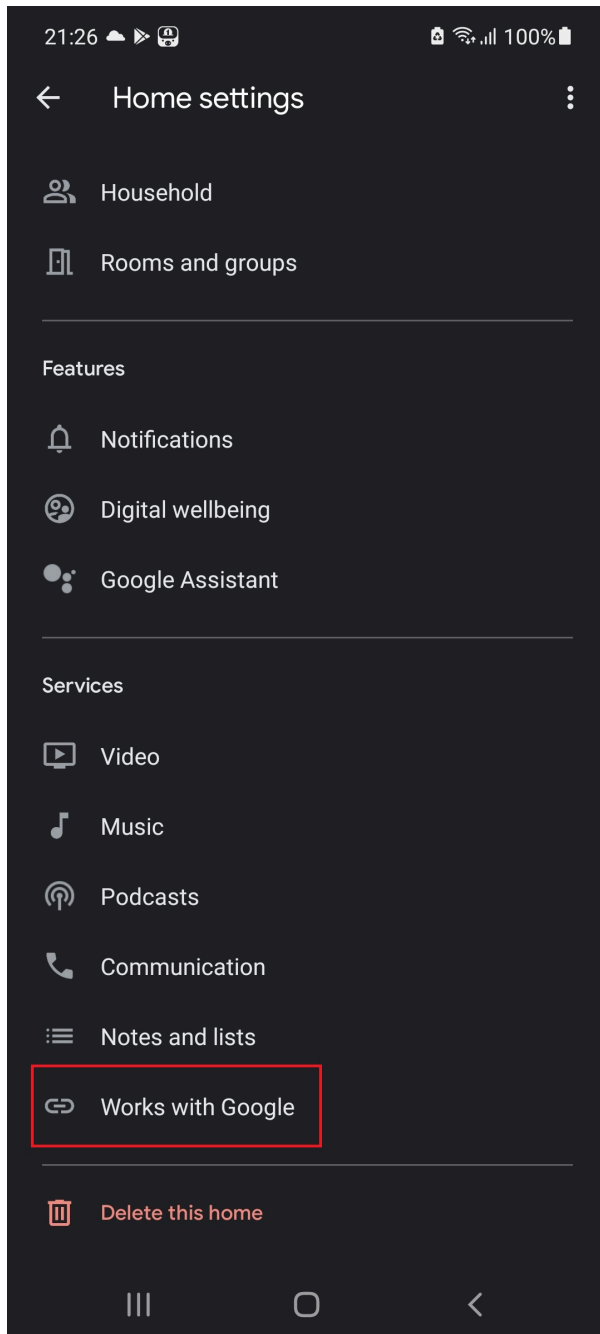 21:26 100%
Home settings
Household
Rooms and groups
Features
Notifications
Digital wellbeing
Google Assistant
Services
Video
Music
Podcasts
Communication
Notes and lists
Works with Google
Delete this home